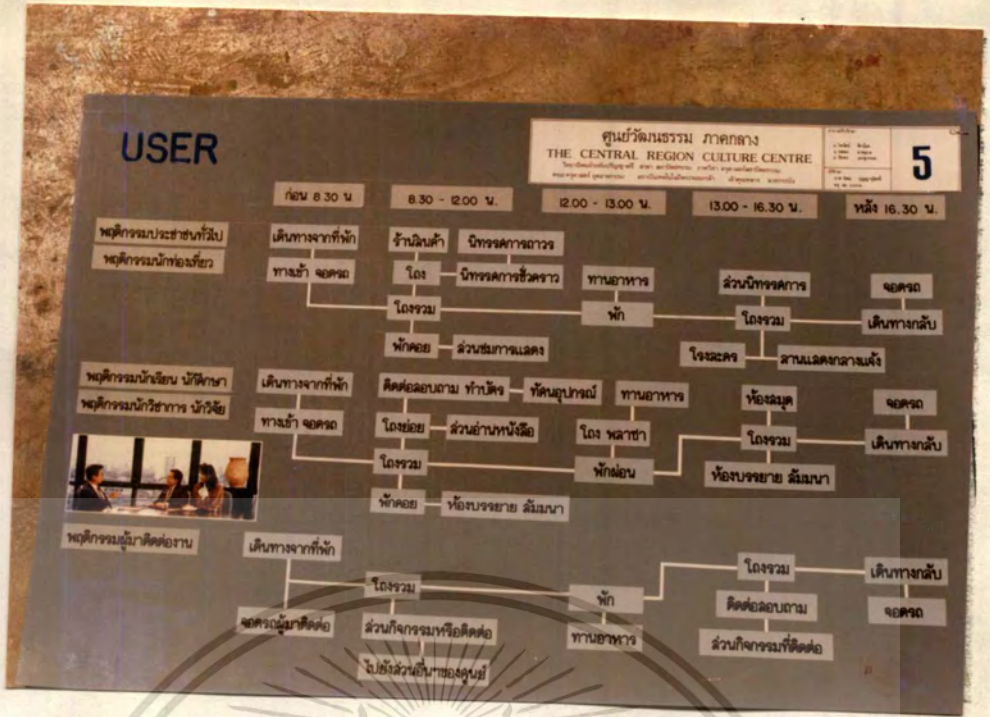 USER
ศูนย์วัฒนธรรม ภาคกลาง
THE CENTRAL REGION CULTURE CENTRE
5
ก่อน 8.30 น.
8.30 - 12.00 น.
12.00 - 13.00 น.
13.00 - 16.30 น.
หลัง 16.30 น.
พฤติกรรมประชาชนทั่วไป
พฤติกรรมนักท่องเที่ยว
เดินทางจากที่พัก
ทางเข้า จอดรถ
ร้านสินค้า
นิทรรศการถาวร
โถง
นิทรรศการชั่วคราว
โถงรวม
พักคอย
ส่วนชมการแสดง
ทานอาหาร
พัก
ส่วนนิทรรศการ
โถงรวม
โรงละคร
ลานแสดงกลางแจ้ง
จอดรถ
เดินทางกลับ
พฤติกรรมนักเรียน นักศึกษา
พฤติกรรมนักวิชาการ นักวิจัย
เดินทางจากที่พัก
ทางเข้า จอดรถ
ติดต่อสอบถาม ทำบัตร
ทัศนอุปกรณ์
โถงย่อย
ส่วนอ่านหนังสือ
โถงรวม
พักคอย
ห้องบรรยาย สัมมนา
ทานอาหาร
โถง พลาซา
พักผ่อน
ห้องสมุด
โถงรวม
ห้องบรรยาย สัมมนา
จอดรถ
เดินทางกลับ
พฤติกรรมผู้มาติดต่องาน
เดินทางจากที่พัก
จอดรถผู้มาติดต่อ
โถงรวม
ส่วนกิจกรรมหรือติดต่อ
ไปยังส่วนอื่นๆของศูนย์
พัก
ทานอาหาร
โถงรวม
ติดต่อสอบถาม
ส่วนกิจกรรมที่ติดต่อ
เดินทางกลับ
จอดรถ